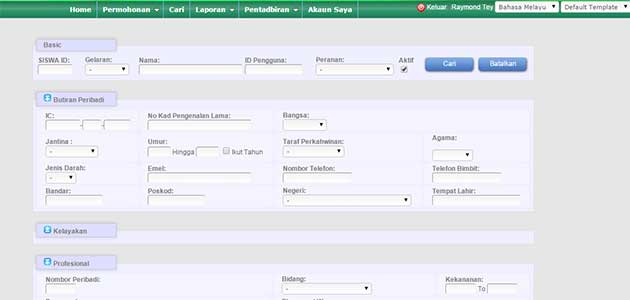 Home Permohonan Cari Laporan Pentadbiran Akaun Saya Keluar Raymond Tey Bahasa Melayu Default Template
Basic
SISWA ID: Gelaran: Nama: ID Pengguna: Peranan: Aktif
- - Cari Batalkan
Butiran Peribadi
IC: No Kad Pengenalan Lama: Bangsa:
- -
Jantina : Umur: Taraf Perkahwinan: Agama:
- Hingga Ikut Tahun -
Jenis Darah: Emel: Nombor Telefon: Telefon Bimbit:
-
Bandar: Poskod: Negeri: Tempat Lahir:
-
Kelayakan
Profesional
Nombor Peribadi: Bidang: Kekananan:
- To